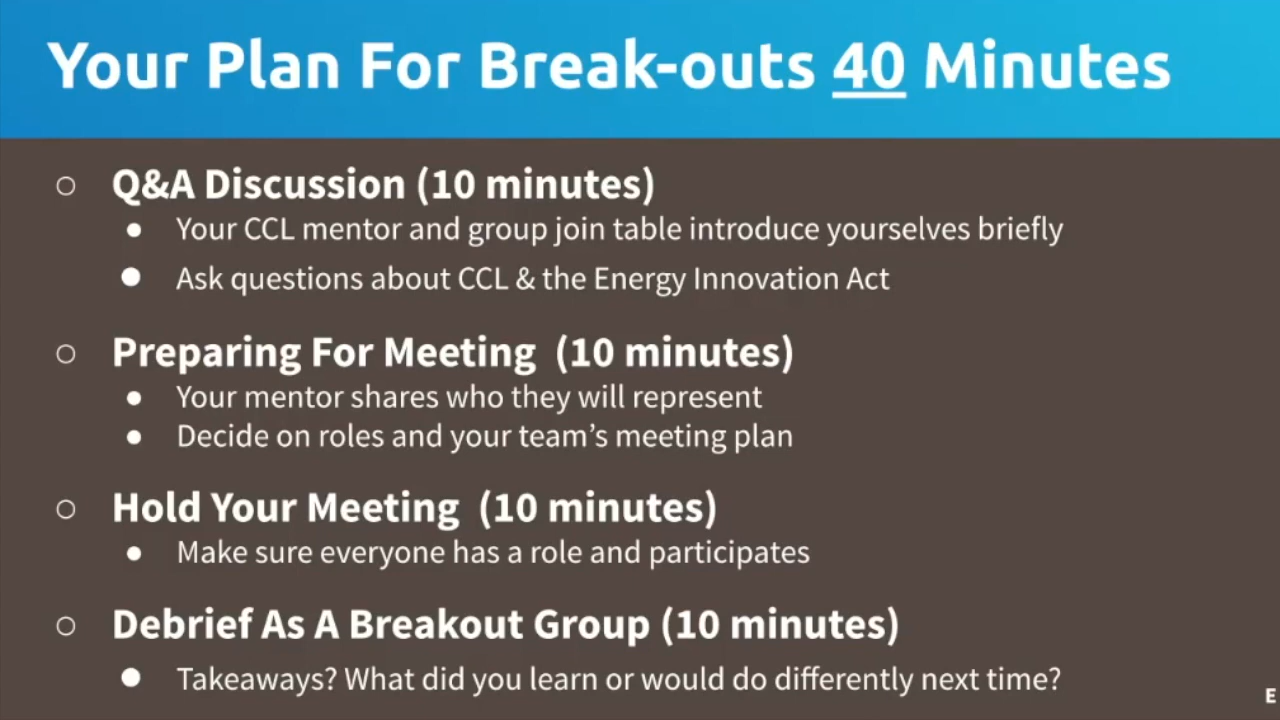 Your Plan For Break-outs 40 Minutes
Q&A Discussion (10 minutes)
Your CCL mentor and group join table introduce yourselves briefly
Ask questions about CCL & the Energy Innovation Act
Preparing For Meeting (10 minutes)
Your mentor shares who they will represent
Decide on roles and your team's meeting plan
Hold Your Meeting (10 minutes)
Make sure everyone has a role and participates
Debrief As A Breakout Group (10 minutes)
Takeaways? What did you learn or would do differently next time?
E